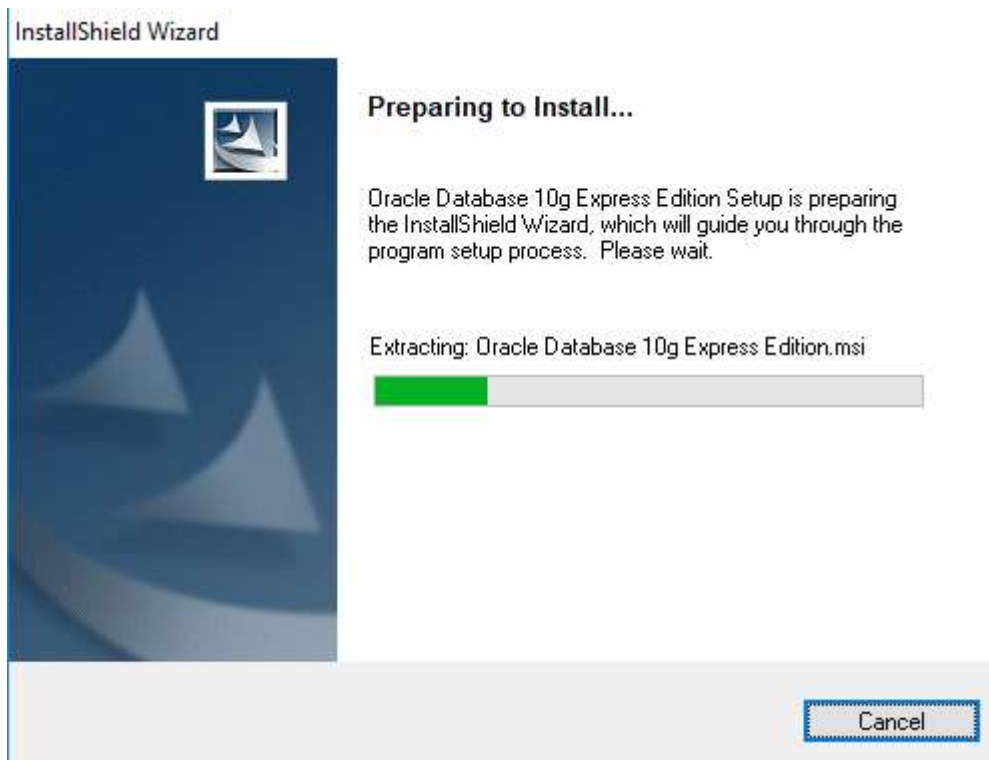 InstallShield Wizard
Preparing to Install...
Oracle Database 10g Express Edition Setup is preparing
the InstallShield Wizard, which will guide you through the
program setup process.  Please wait.
Extracting: Oracle Database 10g Express Edition.msi
Cancel